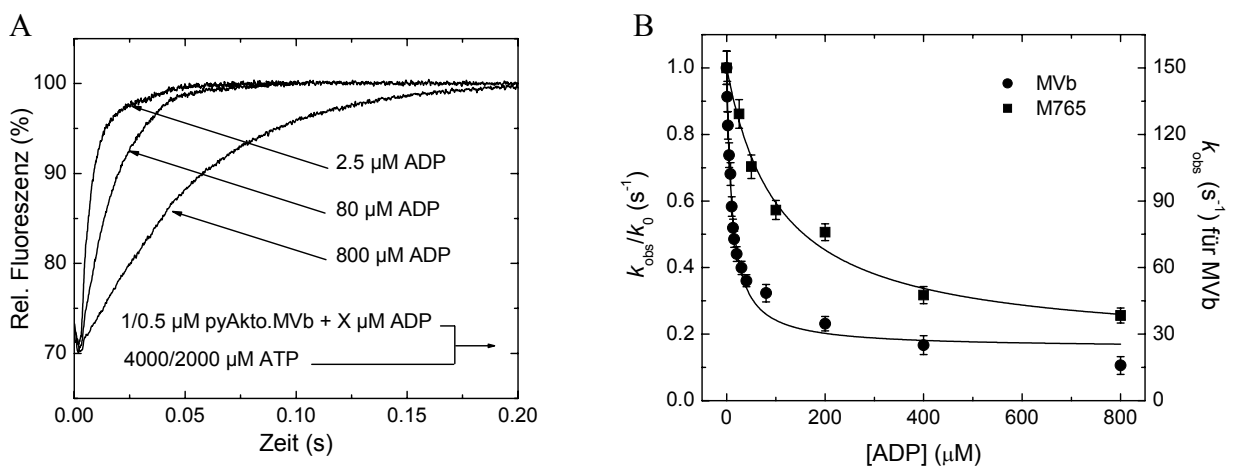 A
Rel. Fluoreszenz (%)
100
90
80
70
2.5 µM ADP
80 µM ADP
800 µM ADP
1/0.5 µM pyAkto.MVb + X µM ADP
4000/2000 µM ATP
0.00
0.05
0.10
0.15
0.20
Zeit (s)
B
k_obs/k_0 (s⁻¹)
1.0
0.8
0.6
0.4
0.2
0.0
MVb
M765
150
120
90
60
30
0
k_obs (s⁻¹) für MVb
0
200
400
600
800
[ADP] (µM)